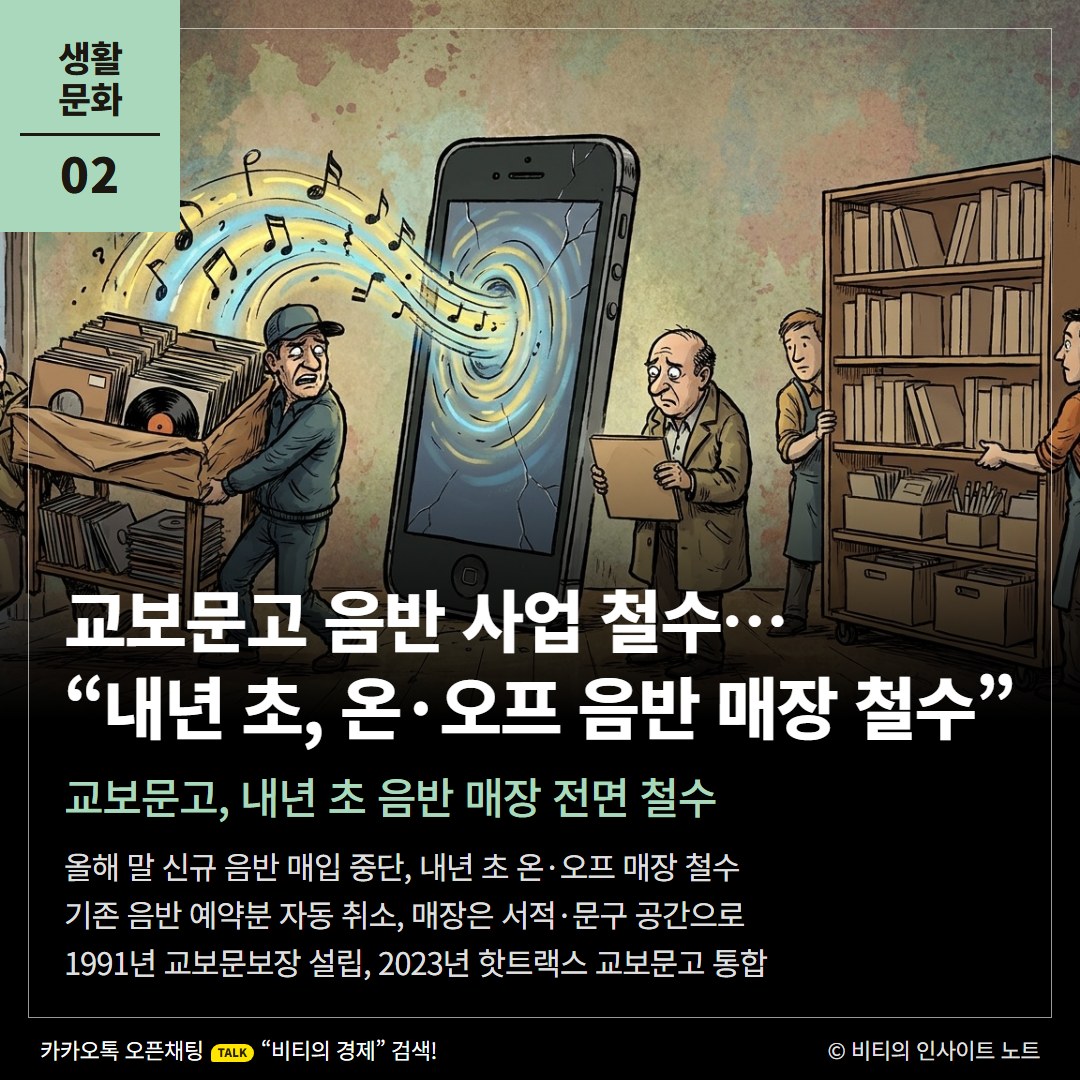 생활
문화
02
교보문고 음반 사업 철수…
“내년 초, 온·오프 음반 매장 철수”
교보문고, 내년 초 음반 매장 전면 철수
올해 말 신규 음반 매입 중단, 내년 초 온·오프 매장 철수
기존 음반 예약분 자동 취소, 매장은 서적·문구 공간으로
1991년 교보문보장 설립, 2023년 핫트랙스 교보문고 통합
카카오톡 오픈채팅 TALK “비티의 경제” 검색!
© 비티의 인사이트 노트